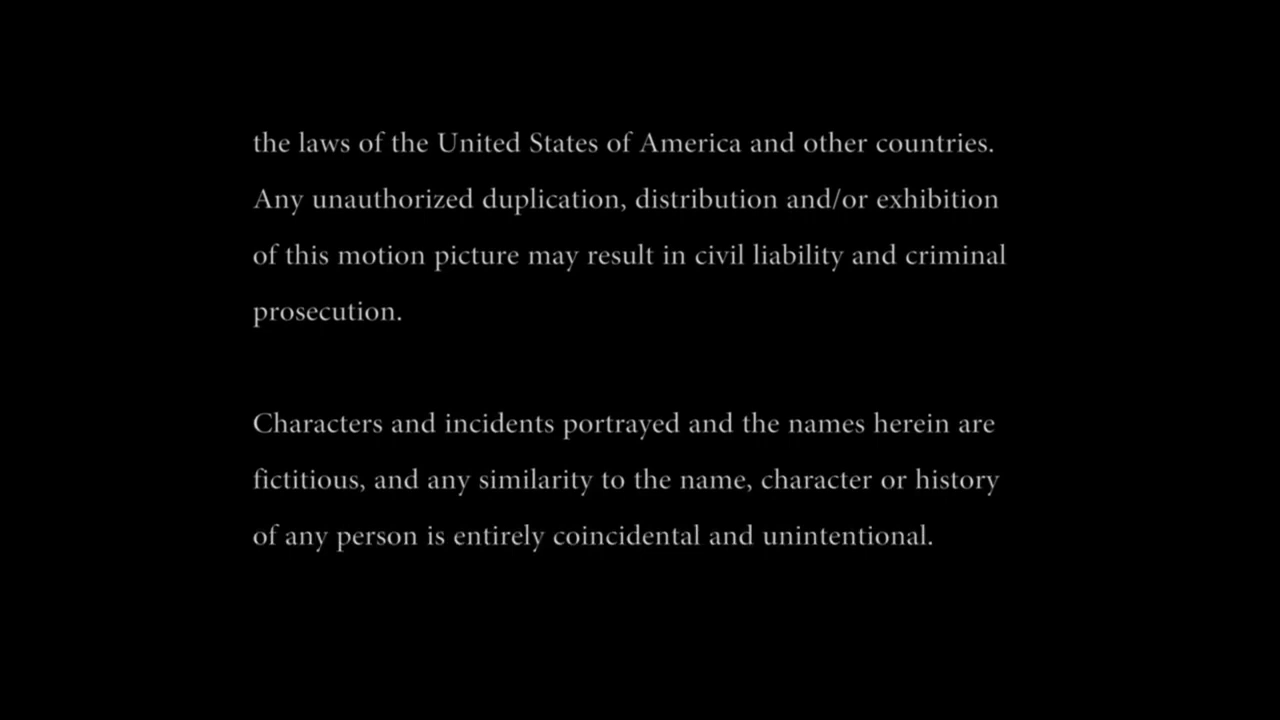 the laws of the United States of America and other countries.
Any unauthorized duplication, distribution and/or exhibition
of this motion picture may result in civil liability and criminal
prosecution.
Characters and incidents portrayed and the names herein are
fictitious, and any similarity to the name, character or history
of any person is entirely coincidental and unintentional.